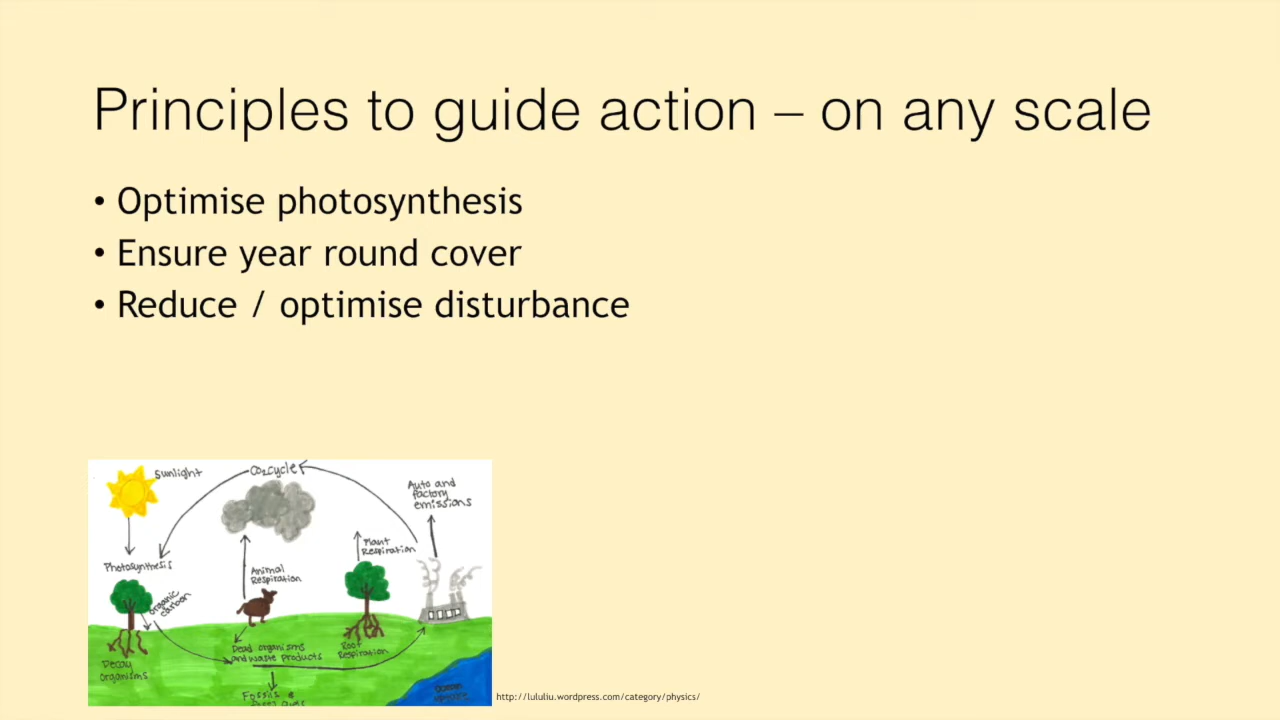 Principles to guide action – on any scale
• Optimise photosynthesis
• Ensure year round cover
• Reduce / optimise disturbance
Sunlight
CO2 cycle
Auto and
factory
emissions
Photosynthesis
Plant
Respiration
Animal
Respiration
organic
carbon
Dead organisms
and waste products
Root
Respiration
Decay
organisms
Fossils &
http://lululiu.wordpress.com/category/physics/